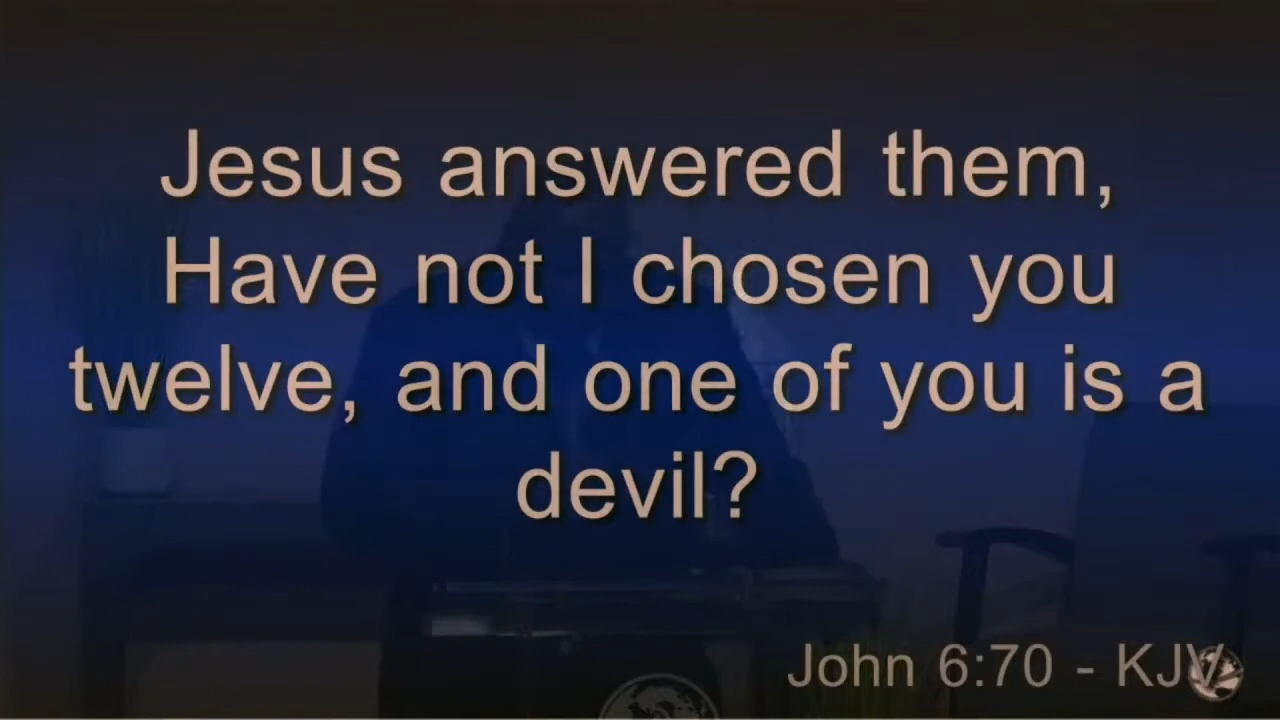 Jesus answered them,
Have not I chosen you
twelve, and one of you is a
devil?
John 6:70 - KJV